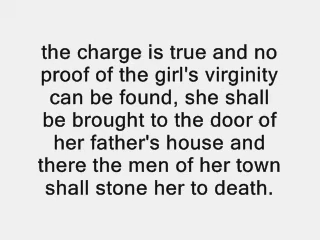 the charge is true and no
proof of the girl's virginity
can be found, she shall
be brought to the door of
her father's house and
there the men of her town
shall stone her to death.